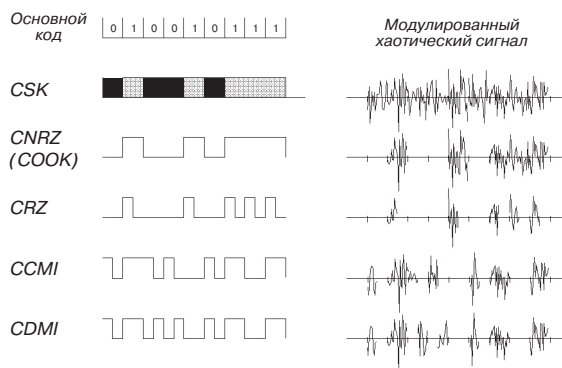 Основной
код
0 1 0 0 1 0 1 1 1
Модулированный
хаотический сигнал
CSK
CNRZ
(COOK)
CRZ
CCMI
CDMI